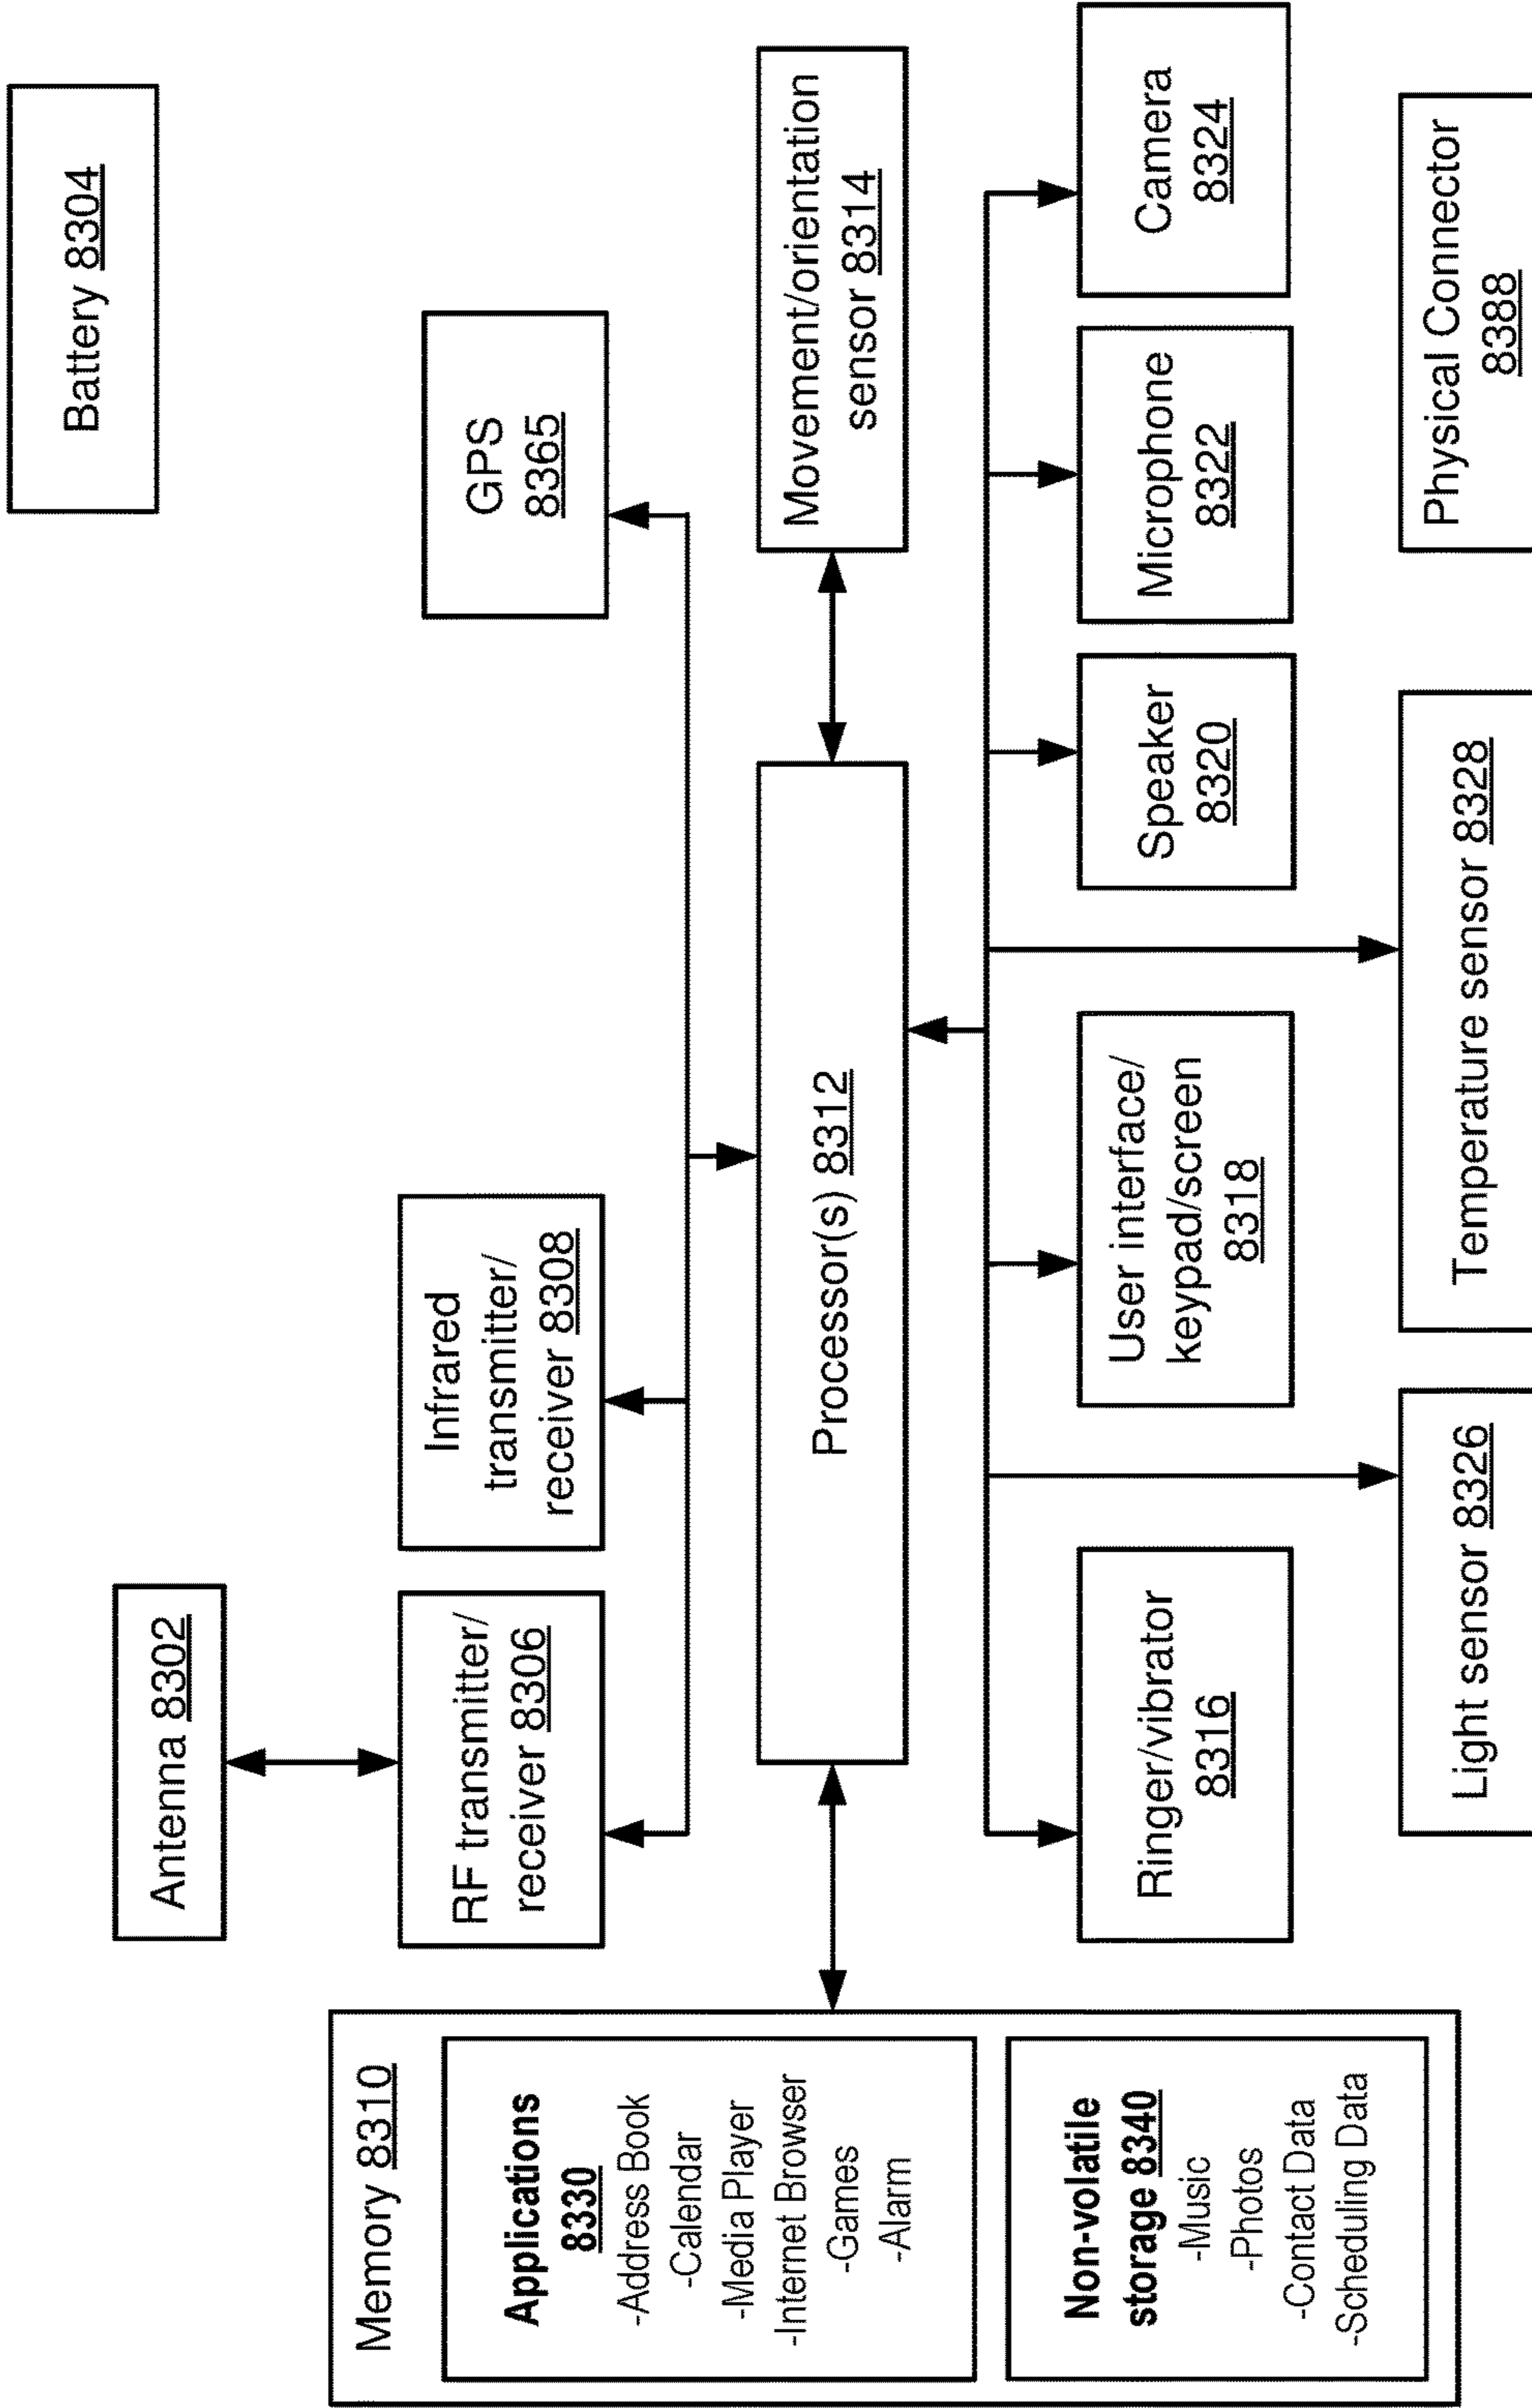 Battery 8304
Antenna 8302
GPS
8365
Infrared
transmitter/
receiver 8308
RF transmitter/
receiver 8306
Memory 8310
Applications
8330
-Address Book
-Calendar
-Media Player
-Internet Browser
-Games
-Alarm
Non-volatile
storage 8340
-Music
-Photos
-Contact Data
-Scheduling Data
Processor(s) 8312
Movement/orientation
sensor 8314
Ringer/vibrator
8316
User interface/
keypad/screen
8318
Speaker
8320
Microphone
8322
Camera
8324
Light sensor 8326
Temperature sensor 8328
Physical Connector
8388